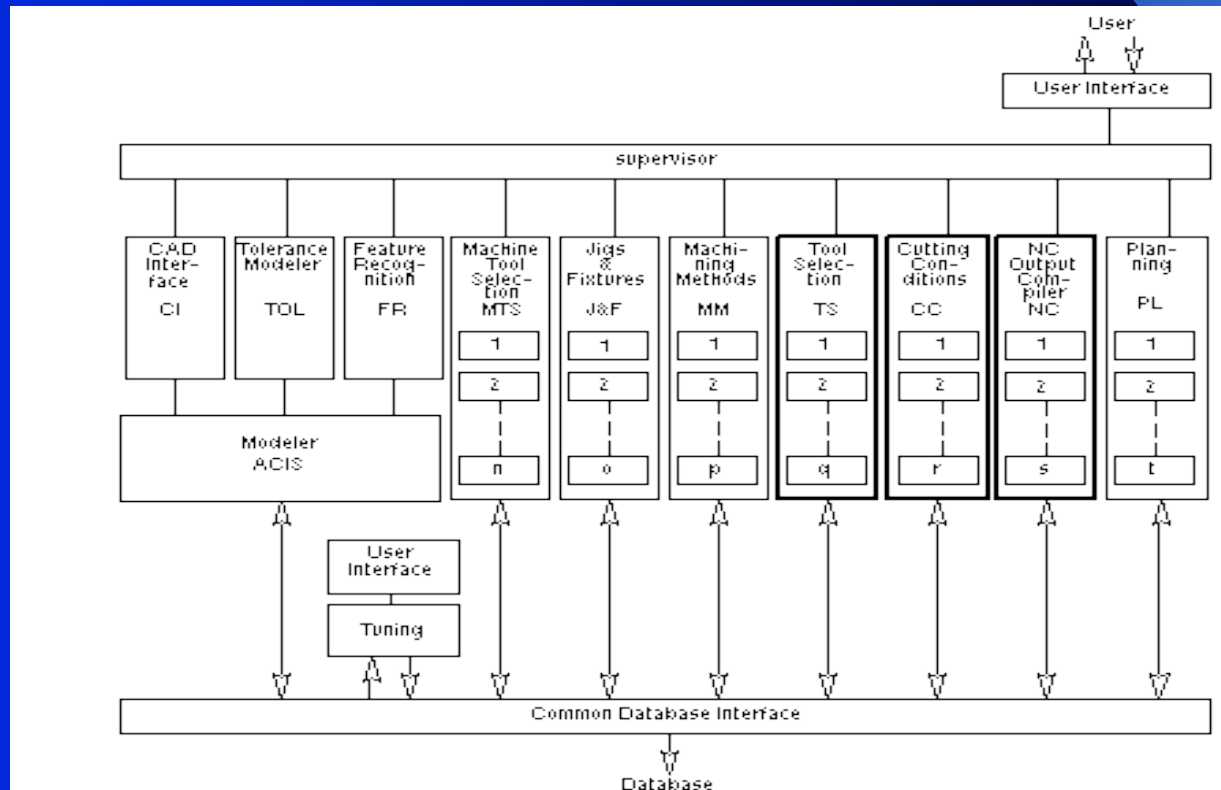 User
User Interface
supervisor
CAD
Inter-
face
CI
Tolerance
Modeler
TOL
Feature
Recog-
nition
FR
Machine
Tool
Selec-
tion
MTS
1
2
n
Jigs
&
Fixtures
J&F
1
2
o
Machi-
ning
Methods
MM
1
2
p
Tool
Selec-
tion
TS
1
2
q
Cutting
Con-
ditions
CC
1
2
r
NC
Output
Com-
piler
NC
1
2
s
Plan-
ning
PL
1
2
t
Modeler
ACIS
User
Interface
Tuning
Common Database Interface
Database